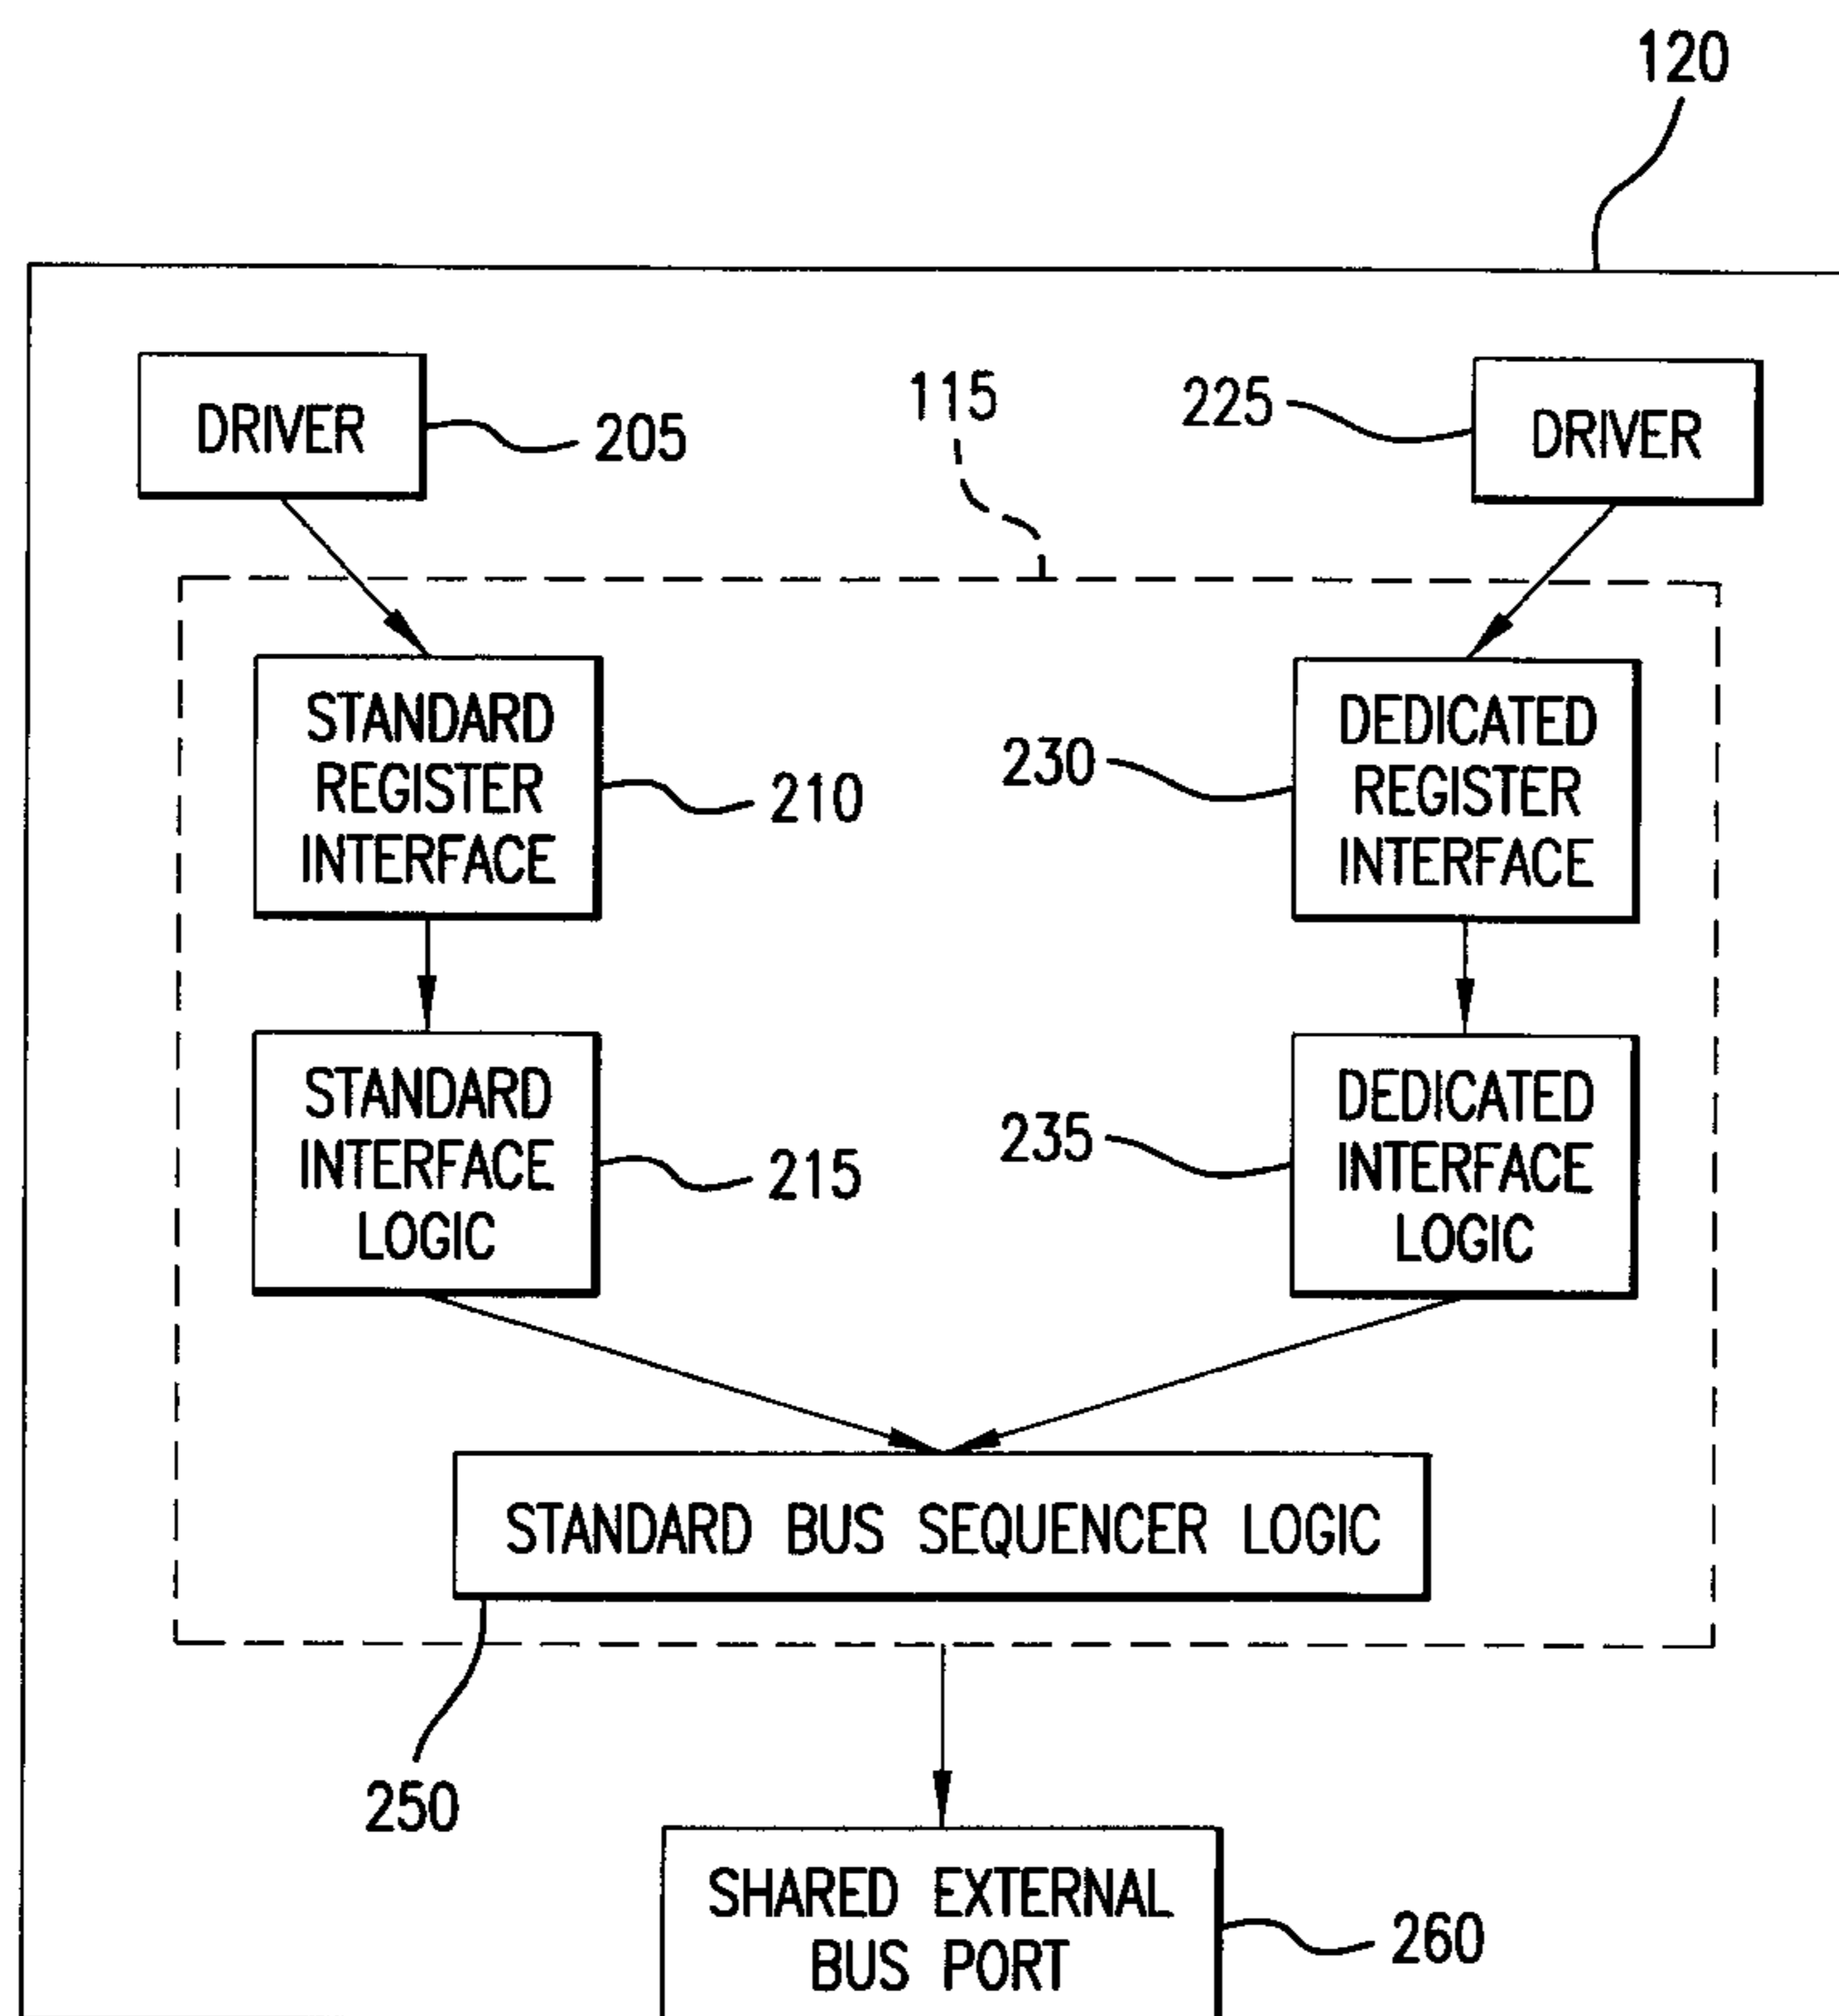 120
115
225
DRIVER
205
DRIVER
STANDARD
REGISTER
INTERFACE
210
230
DEDICATED
REGISTER
INTERFACE
STANDARD
INTERFACE
LOGIC
215
235
DEDICATED
INTERFACE
LOGIC
STANDARD BUS SEQUENCER LOGIC
250
SHARED EXTERNAL
BUS PORT
260